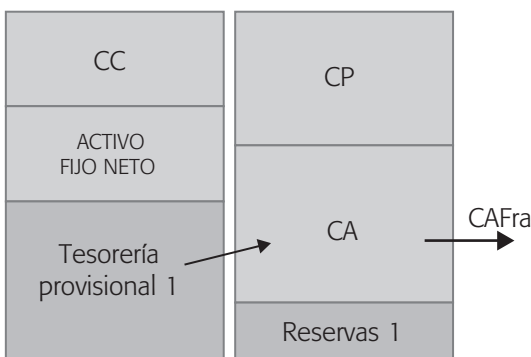 CC
ACTIVO
FIJO NETO
Tesorería
provisional 1
CP
CA
Reservas 1
CAFra